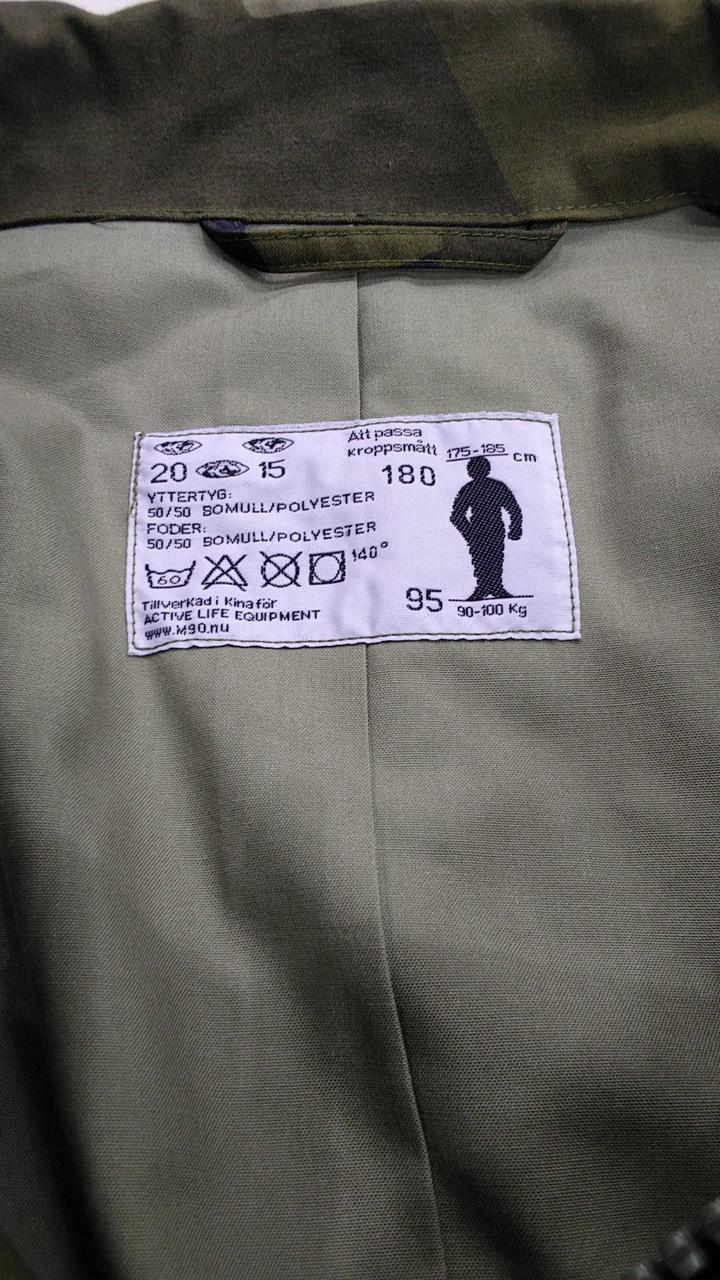 20 15
YTTERTYG:
50/50 BOMULL/POLYESTER
FODER:
50/50 BOMULL/POLYESTER
60 140°
Tillverkad i Kina för
ACTIVE LIFE EQUIPMENT
www.M90.nu
Att passa
kroppsmått
180
175-185 cm
95
90-100 Kg